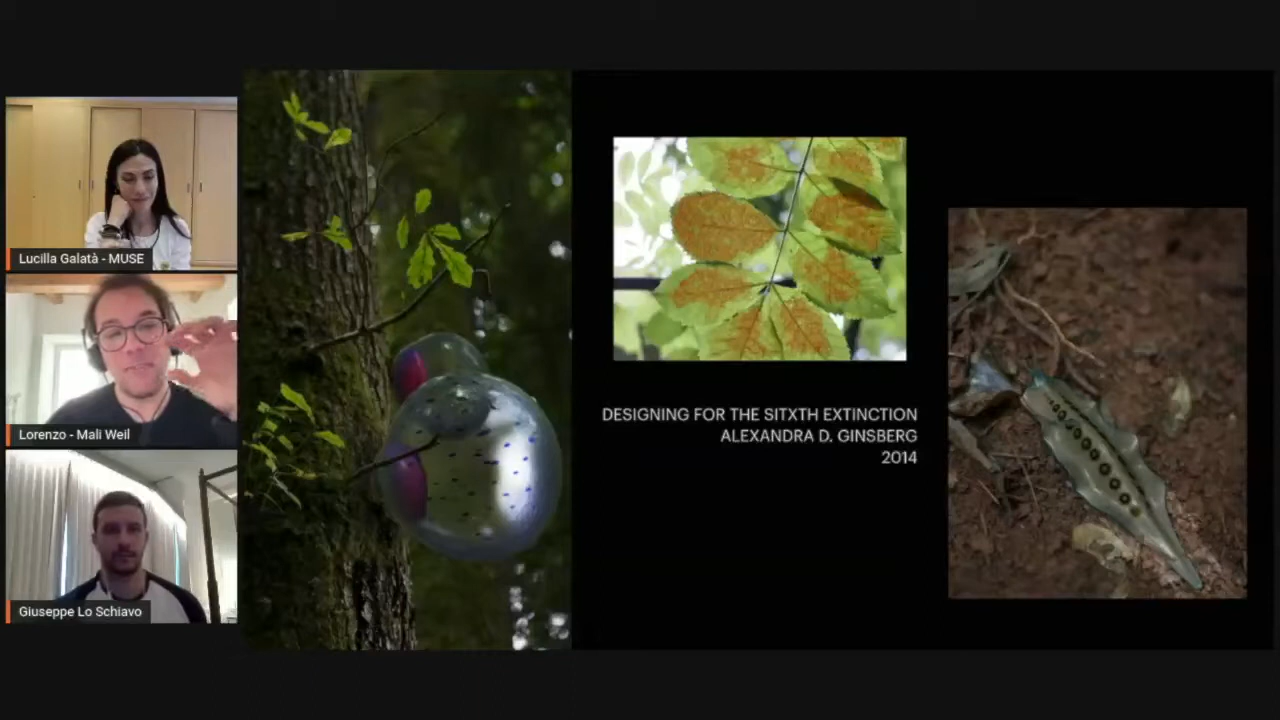 Lucilla Galatà - MUSE
Lorenzo - Mali Weil
Giuseppe Lo Schiavo
DESIGNING FOR THE SITXTH EXTINCTION
ALEXANDRA D. GINSBERG
2014